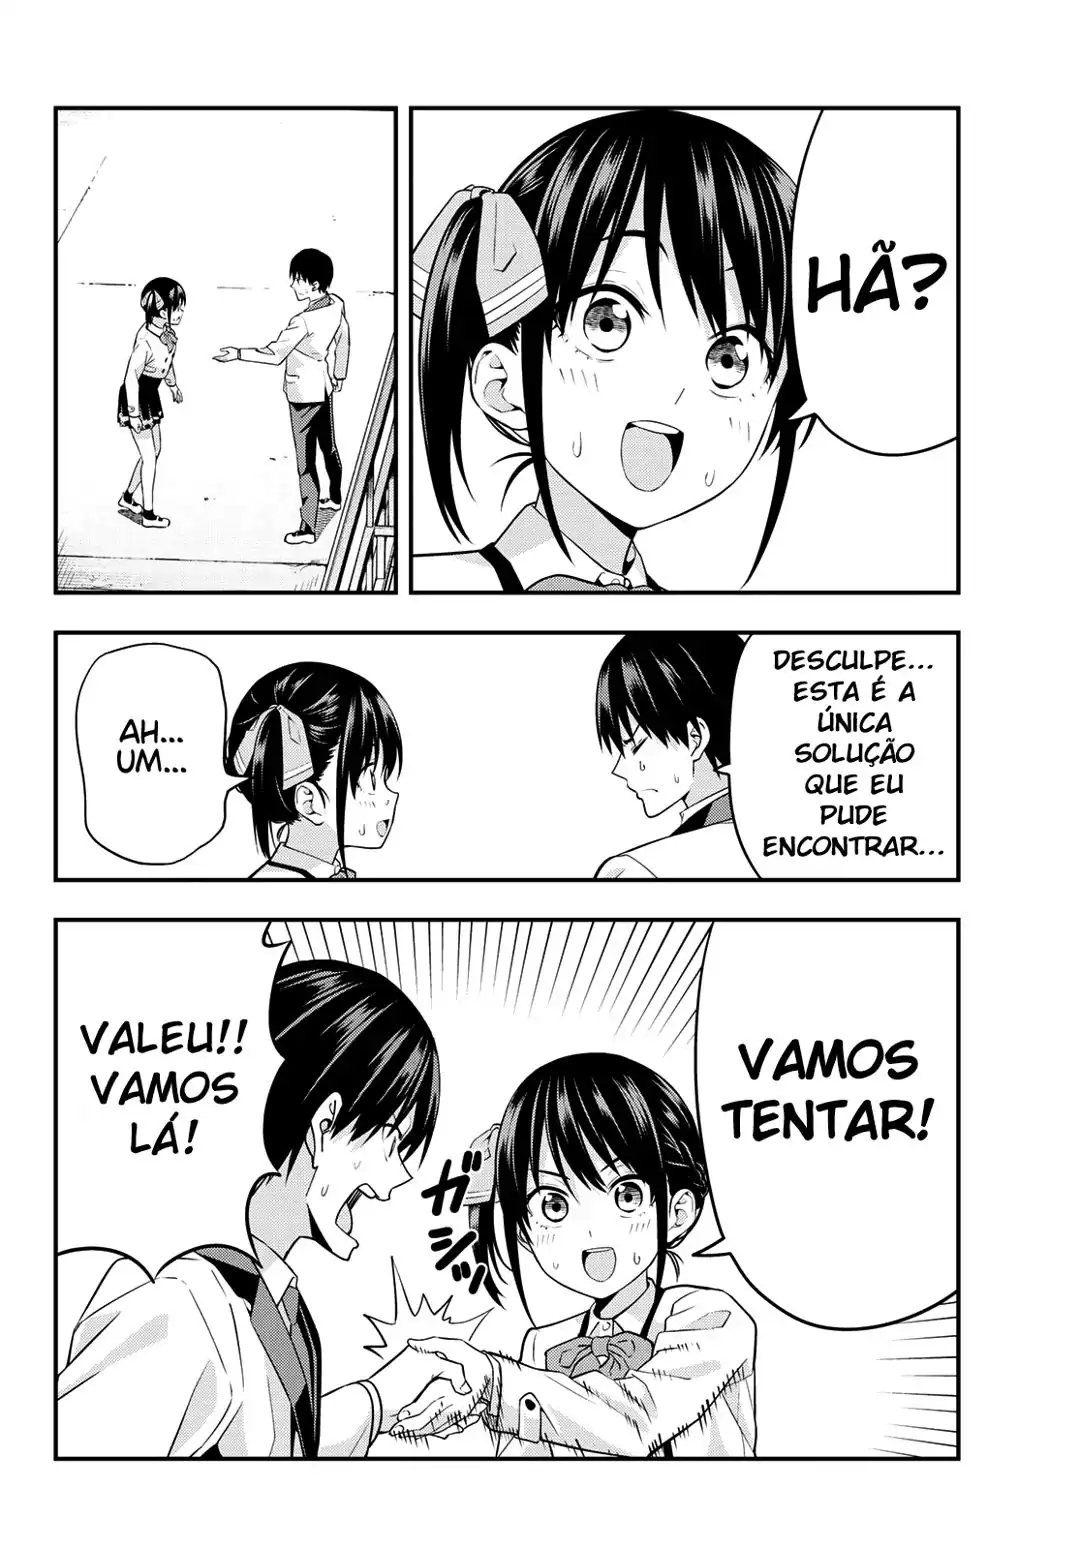 HÃ?
DESCULPE...
ESTA É A
ÚNICA
SOLUÇÃO
QUE EU
PUDE
ENCONTRAR...
AH...
UM...
VAMOS
TENTAR!
VALEU!!
VAMOS
LÁ!
ガシッ